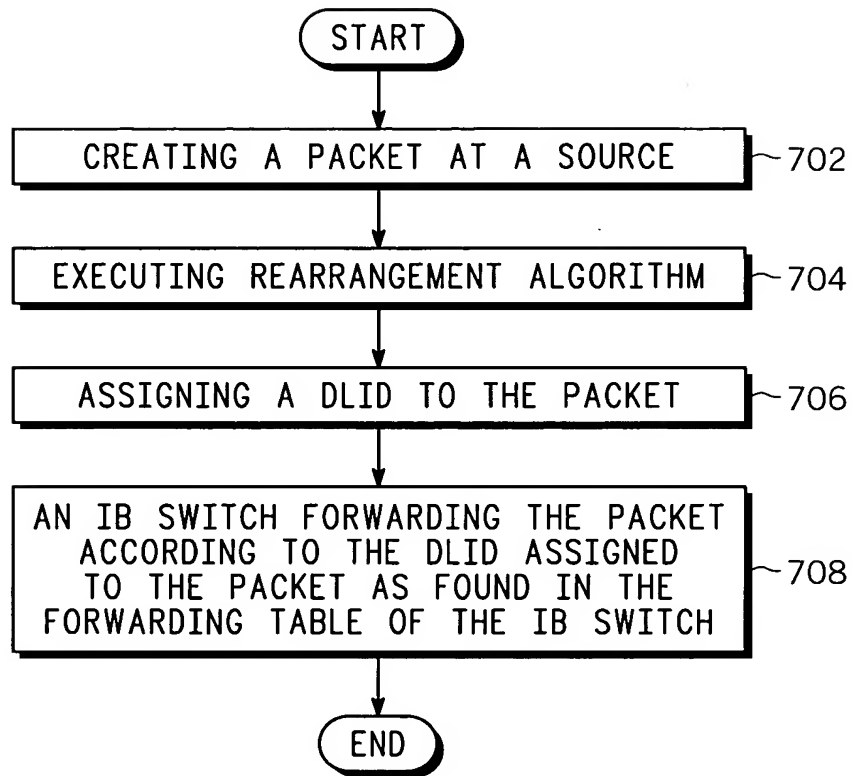 START
CREATING A PACKET AT A SOURCE
702
EXECUTING REARRANGEMENT ALGORITHM
704
ASSIGNING A DLID TO THE PACKET
706
AN IB SWITCH FORWARDING THE PACKET
ACCORDING TO THE DLID ASSIGNED
TO THE PACKET AS FOUND IN THE
FORWARDING TABLE OF THE IB SWITCH
708
END